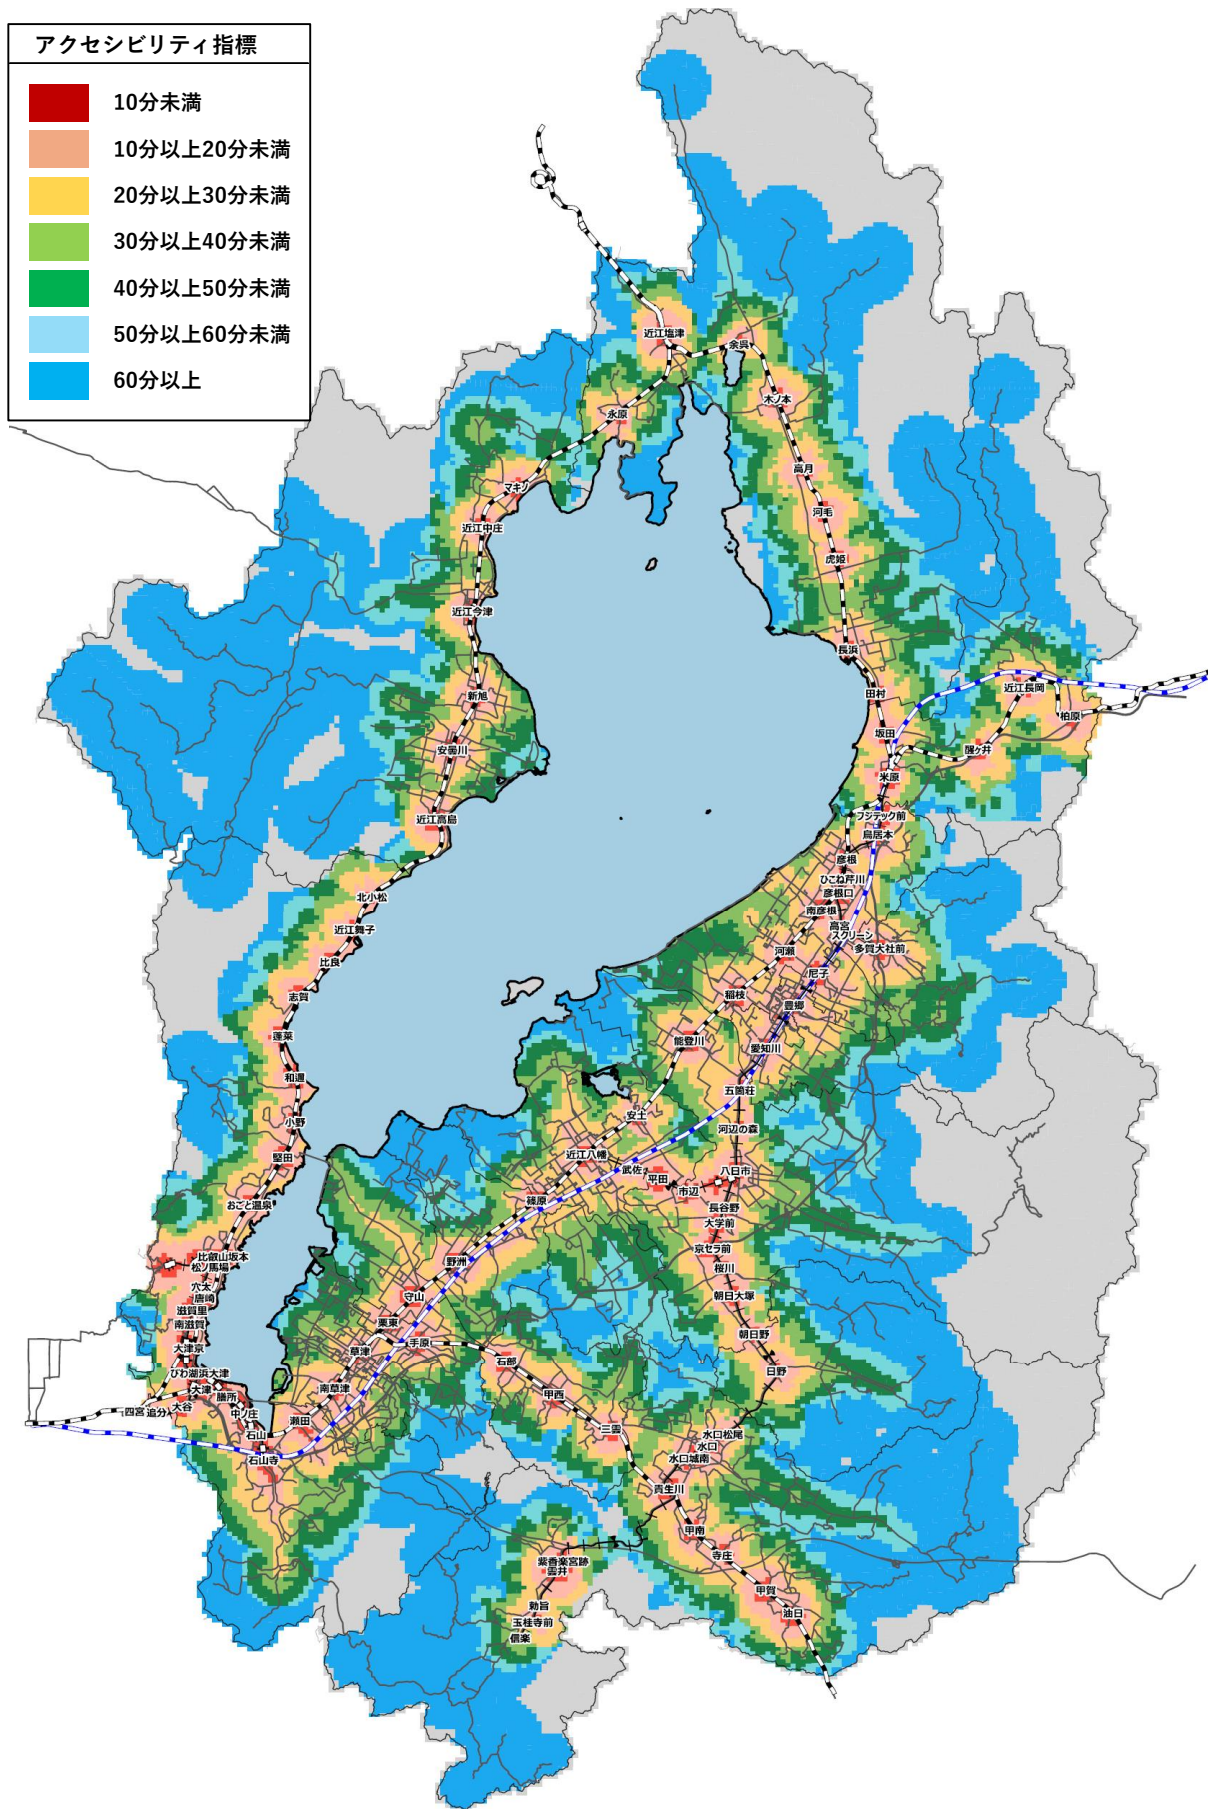 アクセシビリティ指標
10分未満
10分以上20分未満
20分以上30分未満
30分以上40分未満
40分以上50分未満
50分以上60分未満
60分以上
近江塩津
余呉
木ノ本
永原
高月
マキノ
河毛
近江中庄
虎姫
近江今津
長浜
新旭
田村
近江長岡
柏原
坂田
安曇川
醒ヶ井
米原
近江高島
フジテック前
鳥居本
彦根
ひこね芹川
彦根口
北小松
南彦根
高宮
スクリーン
近江舞子
多賀大社前
河瀬
比良
尼子
志賀
稲枝
豊郷
蓬莱
能登川
愛知川
和邇
五箇荘
小野
安土
河辺の森
堅田
近江八幡
武佐
平田
八日市
市辺
おごと温泉
篠原
長谷野
大学前
比叡山坂本
松ノ馬場
野洲
京セラ前
桜川
穴太
唐崎
守山
朝日大塚
滋賀里
南滋賀
栗東
朝日野
大津京
草津
手原
石部
日野
びわ湖浜大津
大津
膳所
南草津
甲西
四宮
追分
大谷
中ノ庄
瀬田
三雲
水口松尾
石山
水口
水口城南
石山寺
貴生川
甲南
寺庄
紫香楽宮跡
雲井
甲賀
勅旨
油日
玉桂寺前
信楽